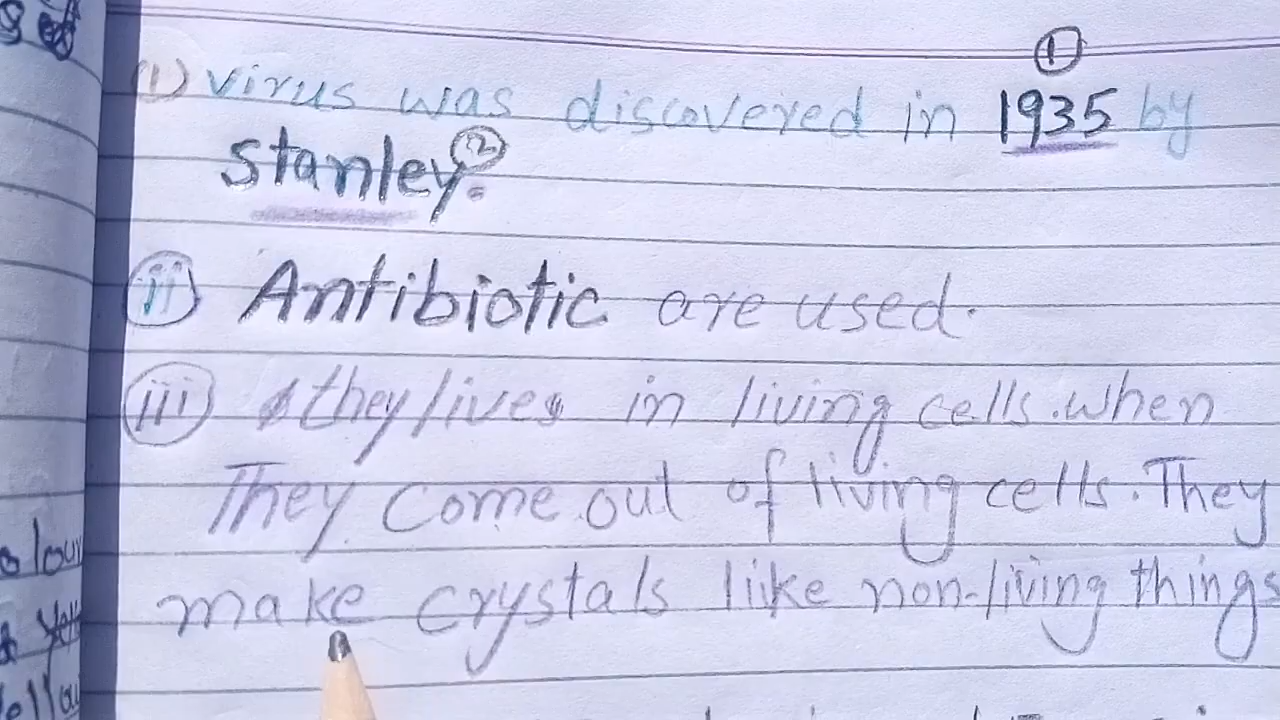 ①
(i) virus was discovered in 1935 by
Stanley. ②
(ii) Antibiotic are used.
(iii) they lives in living cells. when
They come out of living cells. They
make crystals like non-living things